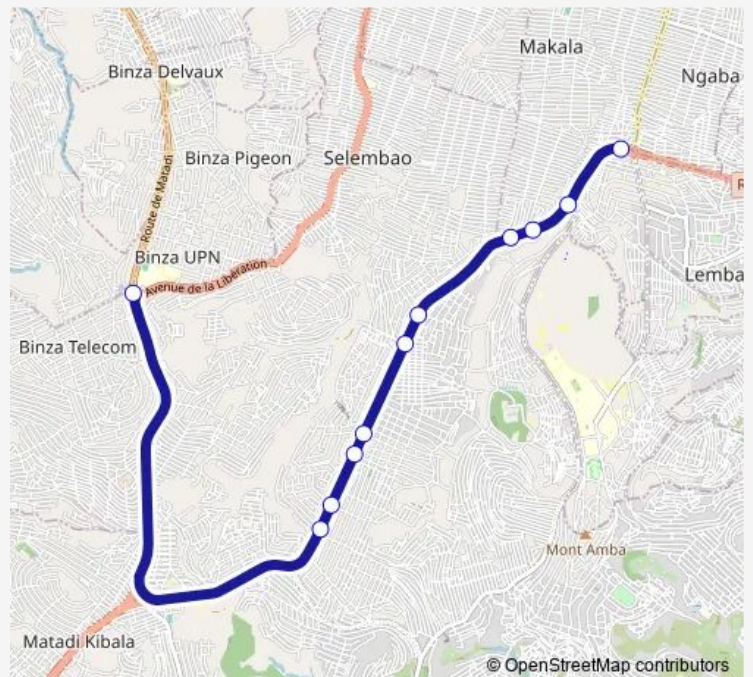 Makala
Binza Delvaux
Ngaba
Binza Pigeon
Selembao
Route de Matadi
R
Binza UPN
Lemba
Avenue de la Libération
Binza Telecom
Mont Amba
Matadi Kibala
© OpenStreetMap contributors